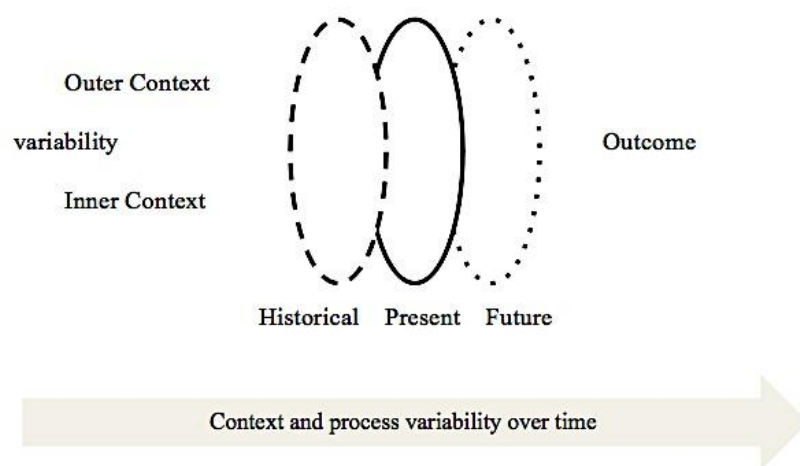 Outer Context
variability
Outcome
Inner Context
Historical Present Future
Context and process variability over time